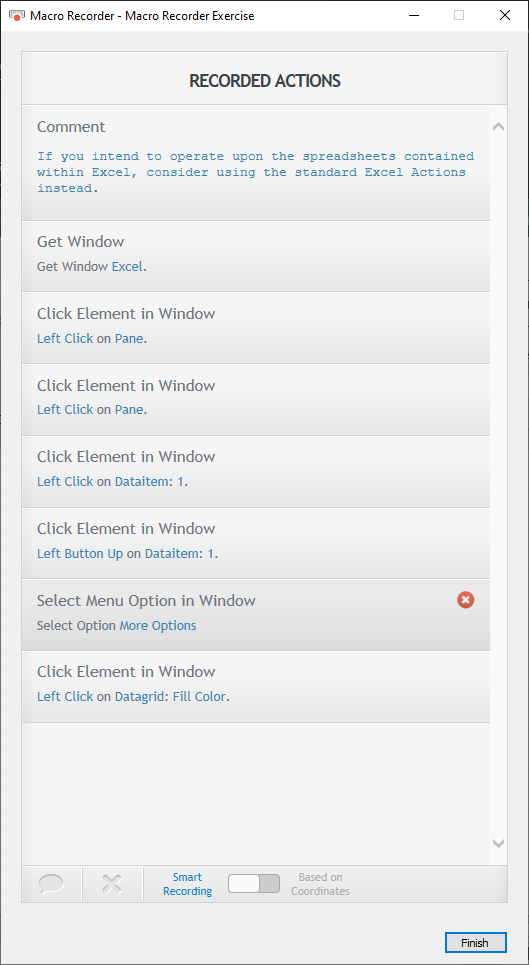 Macro Recorder - Macro Recorder Exercise
RECORDED ACTIONS
Comment
If you intend to operate upon the spreadsheets contained
within Excel, consider using the standard Excel Actions
instead.
Get Window
Get Window Excel.
Click Element in Window
Left Click on Pane.
Click Element in Window
Left Click on Pane.
Click Element in Window
Left Click on Dataitem: 1.
Click Element in Window
Left Button Up on Dataitem: 1.
Select Menu Option in Window
Select Option More Options
Click Element in Window
Left Click on Datagrid: Fill Color.
Smart
Recording
Based on
Coordinates
Finish